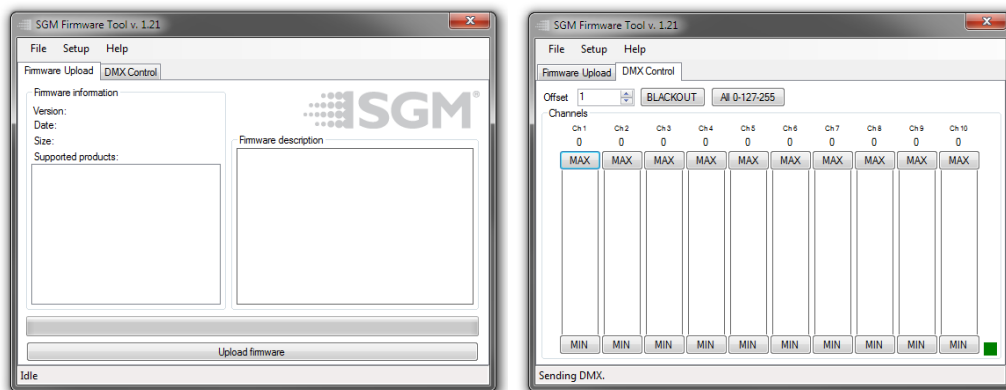 SGM Firmware Tool v. 1.21
File Setup Help
Firmware Upload DMX Control
Firmware information
Version:
Date:
Size:
Supported products:
SGM®
Firmware description
Upload firmware
Idle
SGM Firmware Tool v. 1.21
File Setup Help
Firmware Upload DMX Control
Offset 1 BLACKOUT All 0-127-255
Channels
Ch 1 Ch 2 Ch 3 Ch 4 Ch 5 Ch 6 Ch 7 Ch 8 Ch 9 Ch 10
0 0 0 0 0 0 0 0 0 0
MAX MAX MAX MAX MAX MAX MAX MAX MAX MAX
MIN MIN MIN MIN MIN MIN MIN MIN MIN MIN
Sending DMX.